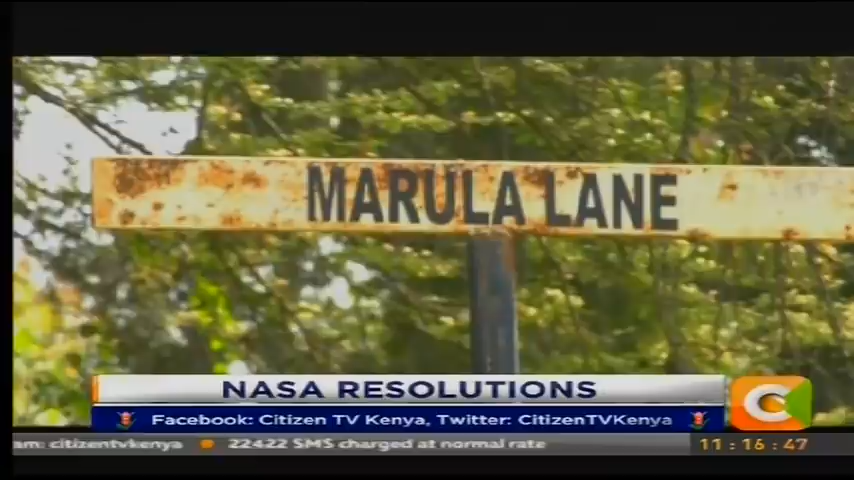 MARULA LANE
NASA RESOLUTIONS
Facebook: Citizen TV Kenya, Twitter: CitizenTVKenya
am: citizentvkenya 22422 SMS charged at normal rate
11:16:47